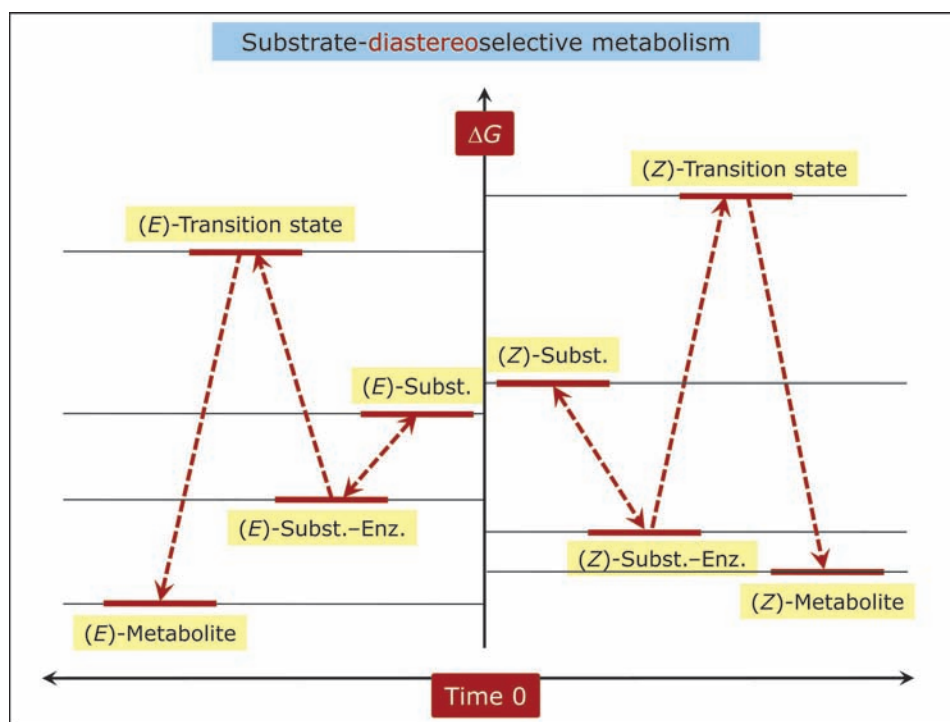 Substrate-diastereoselective metabolism
ΔG
(Z)-Transition state
(E)-Transition state
(Z)-Subst.
(E)-Subst.
(E)-Subst.–Enz.
(Z)-Subst.–Enz.
(Z)-Metabolite
(E)-Metabolite
Time 0